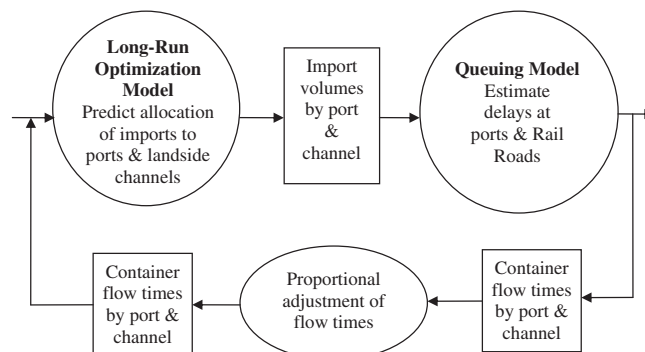 Long-Run
Optimization
Model
Predict allocation
of imports to
ports & landside
channels
Import
volumes
by port
&
channel
Queuing Model
Estimate
delays at
ports & Rail
Roads
Container
flow times
by port &
channel
Proportional
adjustment of
flow times
Container
flow times
by port &
channel